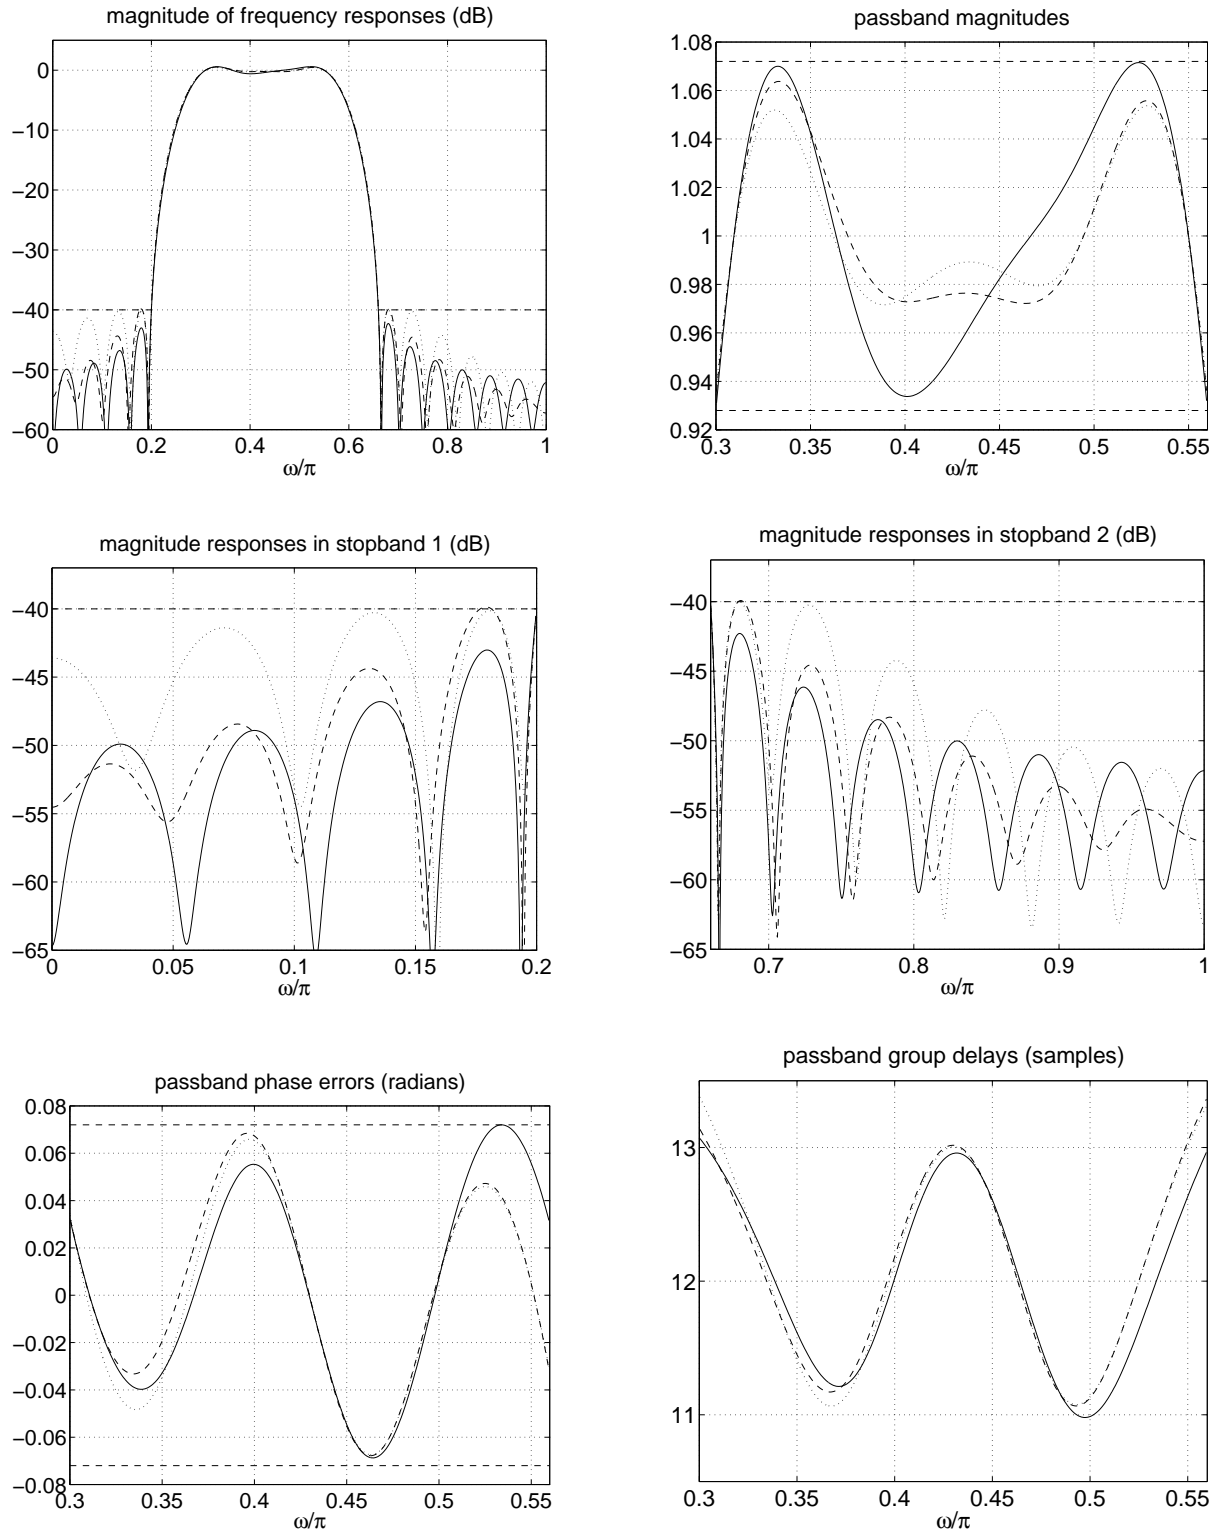 magnitude of frequency responses (dB)
0
−10
−20
−30
−40
−50
−60
0 0.2 0.4 0.6 0.8 1
ω/π
passband magnitudes
1.08
1.06
1.04
1.02
1
0.98
0.96
0.94
0.92
0.3 0.35 0.4 0.45 0.5 0.55
ω/π
magnitude responses in stopband 1 (dB)
−40
−45
−50
−55
−60
−65
0 0.05 0.1 0.15 0.2
ω/π
magnitude responses in stopband 2 (dB)
−40
−45
−50
−55
−60
−65
0.7 0.8 0.9 1
ω/π
passband phase errors (radians)
0.08
0.06
0.04
0.02
0
−0.02
−0.04
−0.06
−0.08
0.3 0.35 0.4 0.45 0.5 0.55
ω/π
passband group delays (samples)
13
12
11
0.3 0.35 0.4 0.45 0.5 0.55
ω/π